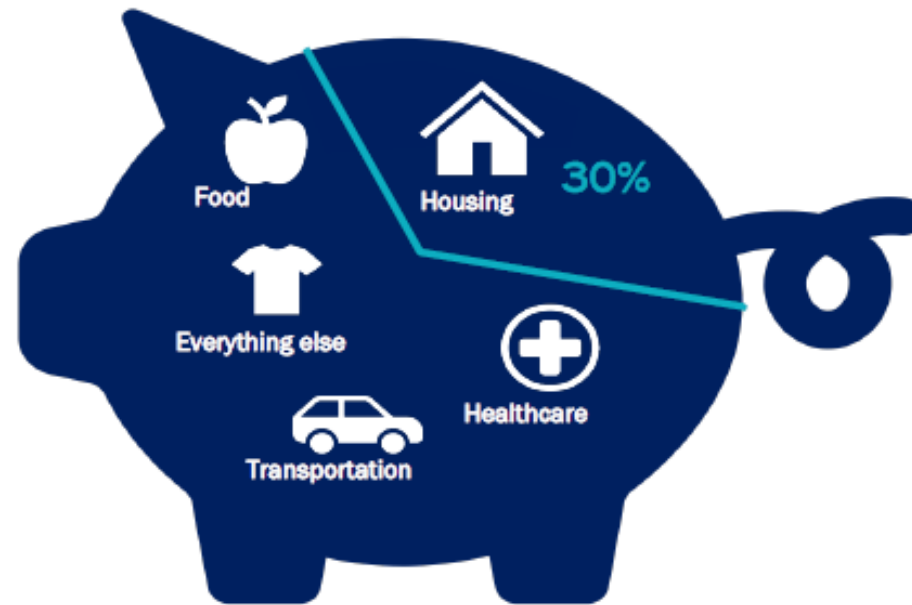 Food
Housing
30%
Everything else
Healthcare
Transportation